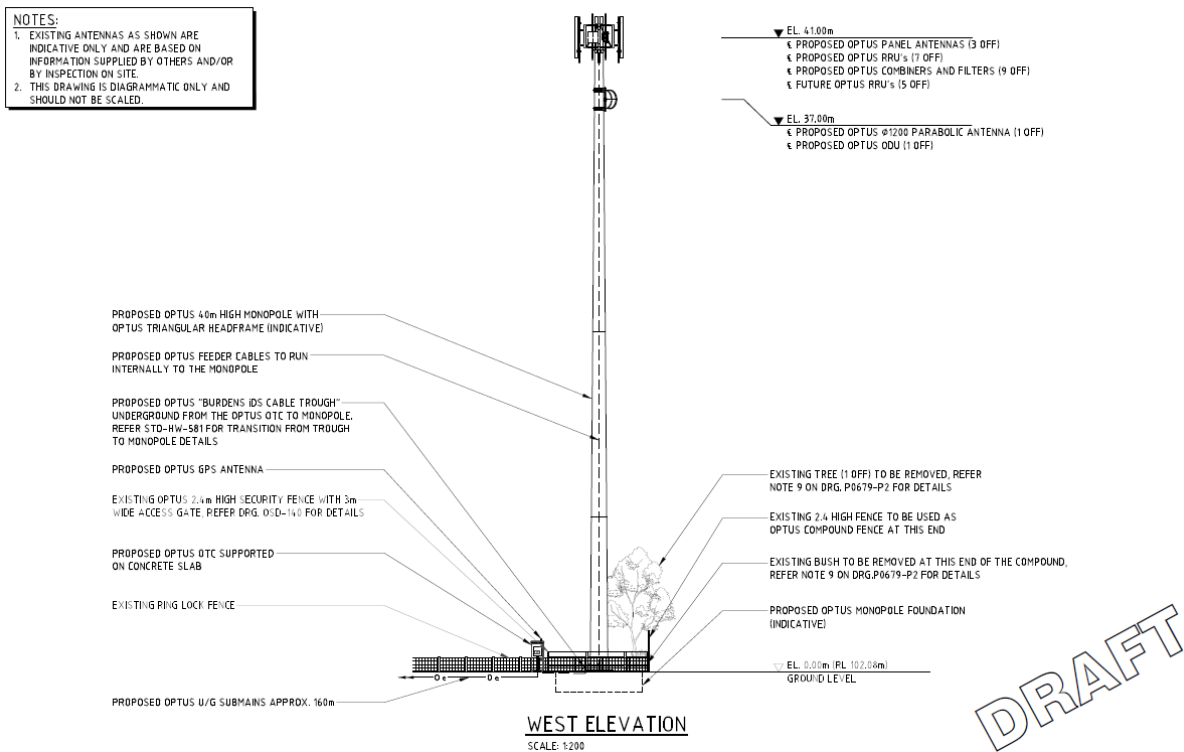 NOTES:
1. EXISTING ANTENNAS AS SHOWN ARE
INDICATIVE ONLY AND ARE BASED ON
INFORMATION SUPPLIED BY OTHERS AND/OR
BY INSPECTION ON SITE.
2. THIS DRAWING IS DIAGRAMMATIC ONLY AND
SHOULD NOT BE SCALED.
EL. 41.00m
℄ PROPOSED OPTUS PANEL ANTENNAS (3 OFF)
℄ PROPOSED OPTUS RRU's (7 OFF)
℄ PROPOSED OPTUS COMBINERS AND FILTERS (9 OFF)
℄ FUTURE OPTUS RRU's (5 OFF)
EL. 37.00m
℄ PROPOSED OPTUS Ø1200 PARABOLIC ANTENNA (1 OFF)
℄ PROPOSED OPTUS ODU (1 OFF)
PROPOSED OPTUS 40m HIGH MONOPOLE WITH
OPTUS TRIANGULAR HEADFRAME (INDICATIVE)
PROPOSED OPTUS FEEDER CABLES TO RUN
INTERNALLY TO THE MONOPOLE
PROPOSED OPTUS "BURDENS iDS CABLE TROUGH"
UNDERGROUND FROM THE OPTUS OTC TO MONOPOLE.
REFER STD-HW-581 FOR TRANSITION FROM TROUGH
TO MONOPOLE DETAILS
PROPOSED OPTUS GPS ANTENNA
EXISTING OPTUS 2.4m HIGH SECURITY FENCE WITH 3m
WIDE ACCESS GATE, REFER DRG. OSD-140 FOR DETAILS
PROPOSED OPTUS OTC SUPPORTED
ON CONCRETE SLAB
EXISTING RING LOCK FENCE
PROPOSED OPTUS U/G SUBMAINS APPROX. 160m
O e O e
EXISTING TREE (1 OFF) TO BE REMOVED, REFER
NOTE 9 ON DRG. P0679-P2 FOR DETAILS
EXISTING 2.4 HIGH FENCE TO BE USED AS
OPTUS COMPOUND FENCE AT THIS END
EXISTING BUSH TO BE REMOVED AT THIS END OF THE COMPOUND,
REFER NOTE 9 ON DRG.P0679-P2 FOR DETAILS
PROPOSED OPTUS MONOPOLE FOUNDATION
(INDICATIVE)
EL. 0.00m (RL 102.08m)
GROUND LEVEL
WEST ELEVATION
SCALE: 1:200
DRAFT